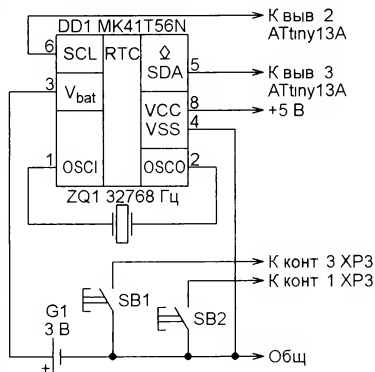 DD1 MK41T56N
6
SCL
RTC
◊
SDA
5
К выв 2
ATtiny13A
К выв 3
ATtiny13A
3
Vbat
VCC
8
+5 В
VSS
4
1
OSCI
OSCO
2
ZQ1 32768 Гц
К конт 3 XP3
К конт 1 XP3
SB1
SB2
G1
3 В
+
Общ